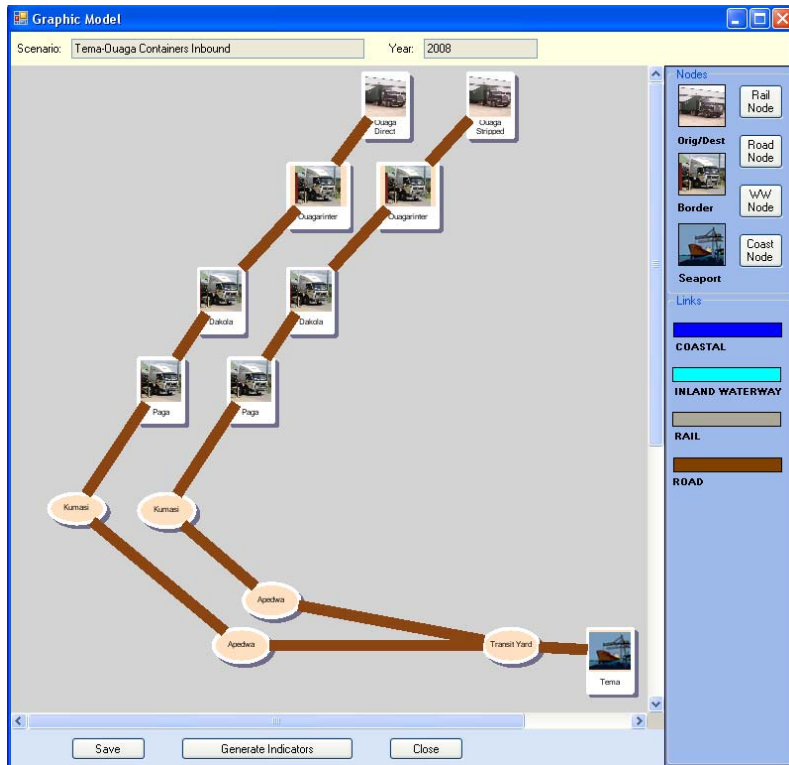 Graphic Model
Scenario: Tema-Ouaga Containers Inbound Year: 2008
Nodes
Rail
Node
Orig/Dest
Road
Node
Border
WW
Node
Coast
Node
Seaport
Links
COASTAL
INLAND WATERWAY
RAIL
ROAD
Ouaga
Direct
Ouaga
Stripped
Ouagarinter
Ouagarinter
Dakola
Dakola
Paga
Paga
Kumasi
Kumasi
Apedwa
Apedwa
Transit Yard
Tema
Save
Generate Indicators
Close